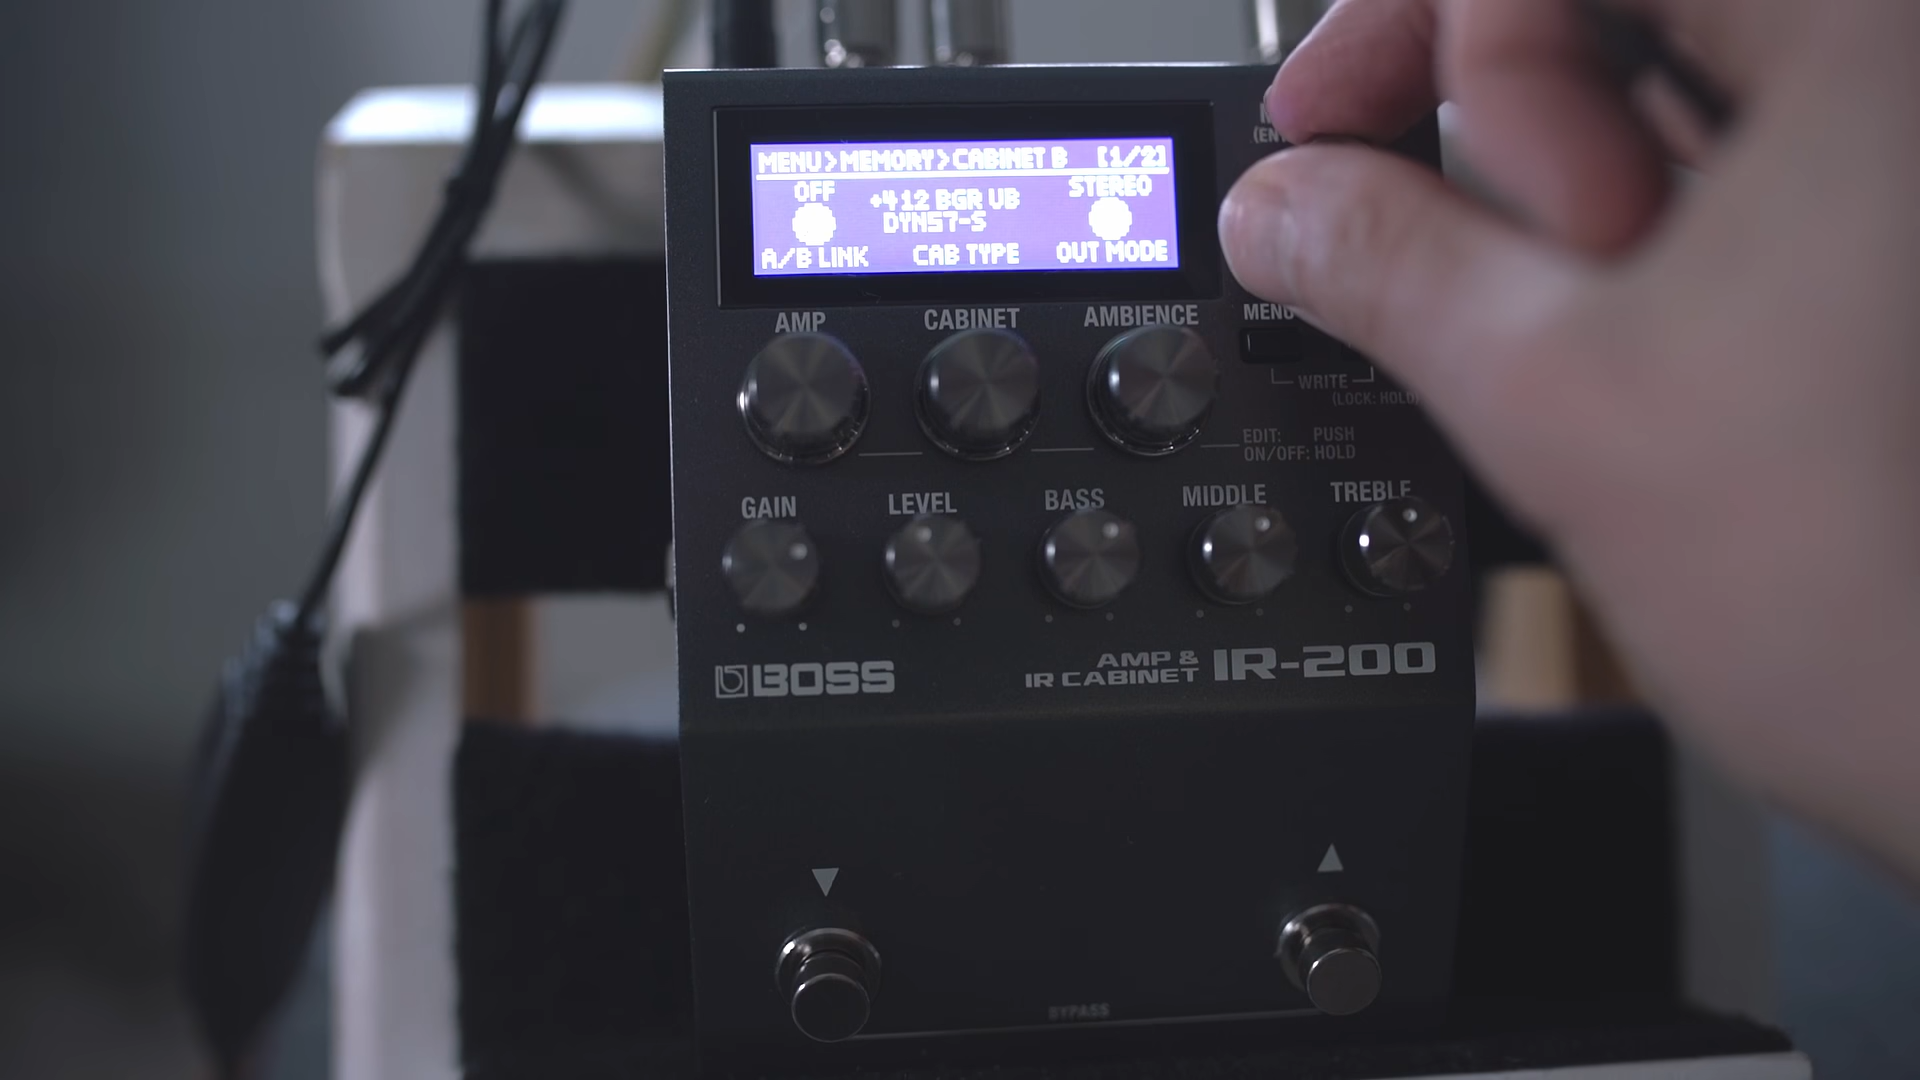 MENU>MEMORY>CABINET B [1/2]
OFF
+412 BGR UB
DYN57-S
STEREO
A/B LINK
CAB TYPE
OUT MODE
AMP
CABINET
AMBIENCE
MENU
WRITE
(LOCK: HOLD)
EDIT: PUSH
ON/OFF: HOLD
GAIN
LEVEL
BASS
MIDDLE
TREBLE
BOSS
AMP &
IR CABINET
IR-200
▼
▲
BYPASS